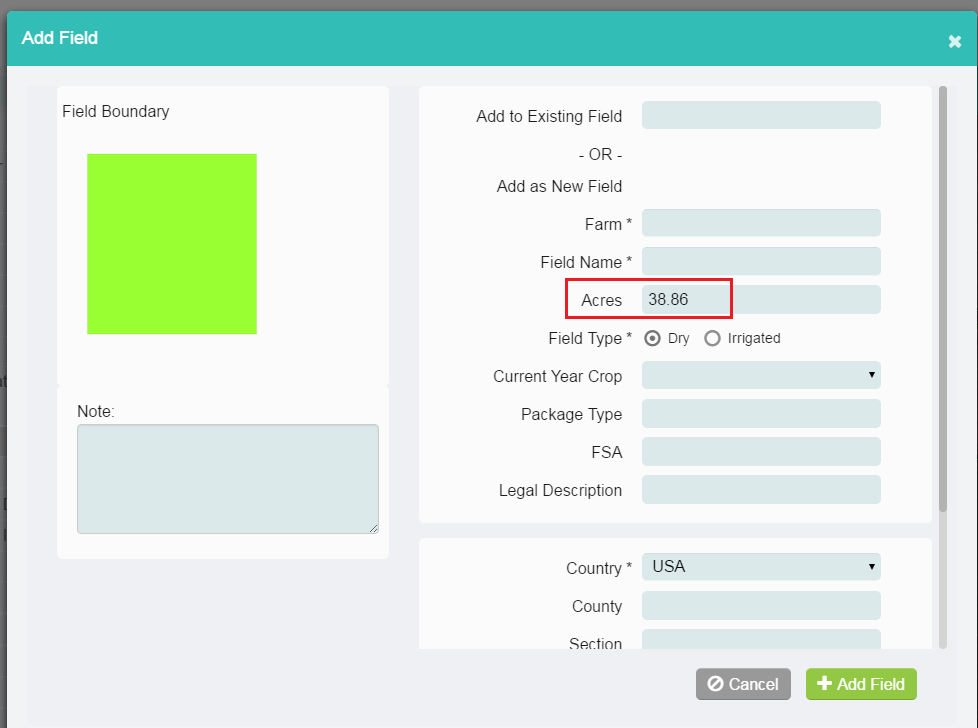 Add Field
Field Boundary
Note:
Add to Existing Field
- OR -
Add as New Field
Farm *
Field Name *
Acres 38.86
Field Type * Dry Irrigated
Current Year Crop
Package Type
FSA
Legal Description
Country * USA
County
Section
Cancel Add Field